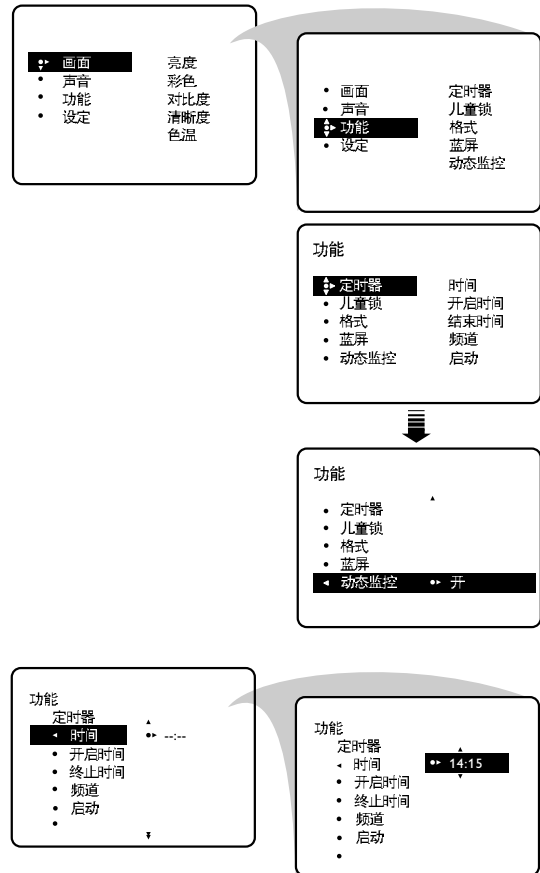 画面 亮度
声音 彩色
功能 对比度
设定 清晰度
色温
画面 定时器
声音 儿童锁
功能 格式
设定 蓝屏
动态监控
功能
定时器 时间
儿童锁 开启时间
格式 结束时间
蓝屏 频道
动态监控 启动
功能
定时器
儿童锁
格式
蓝屏
动态监控 开
功能
定时器
时间 --:--
开启时间
终止时间
频道
启动
功能
定时器
时间 14:15
开启时间
终止时间
频道
启动